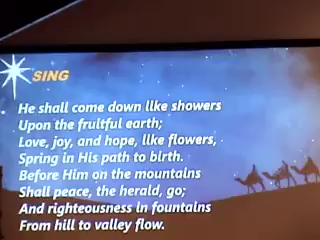 SING
He shall come down like showers
Upon the fruitful earth;
Love, joy, and hope, like flowers,
Spring in His path to birth.
Before Him on the mountains
Shall peace, the herald, go;
And righteousness in fountains
From hill to valley flow.